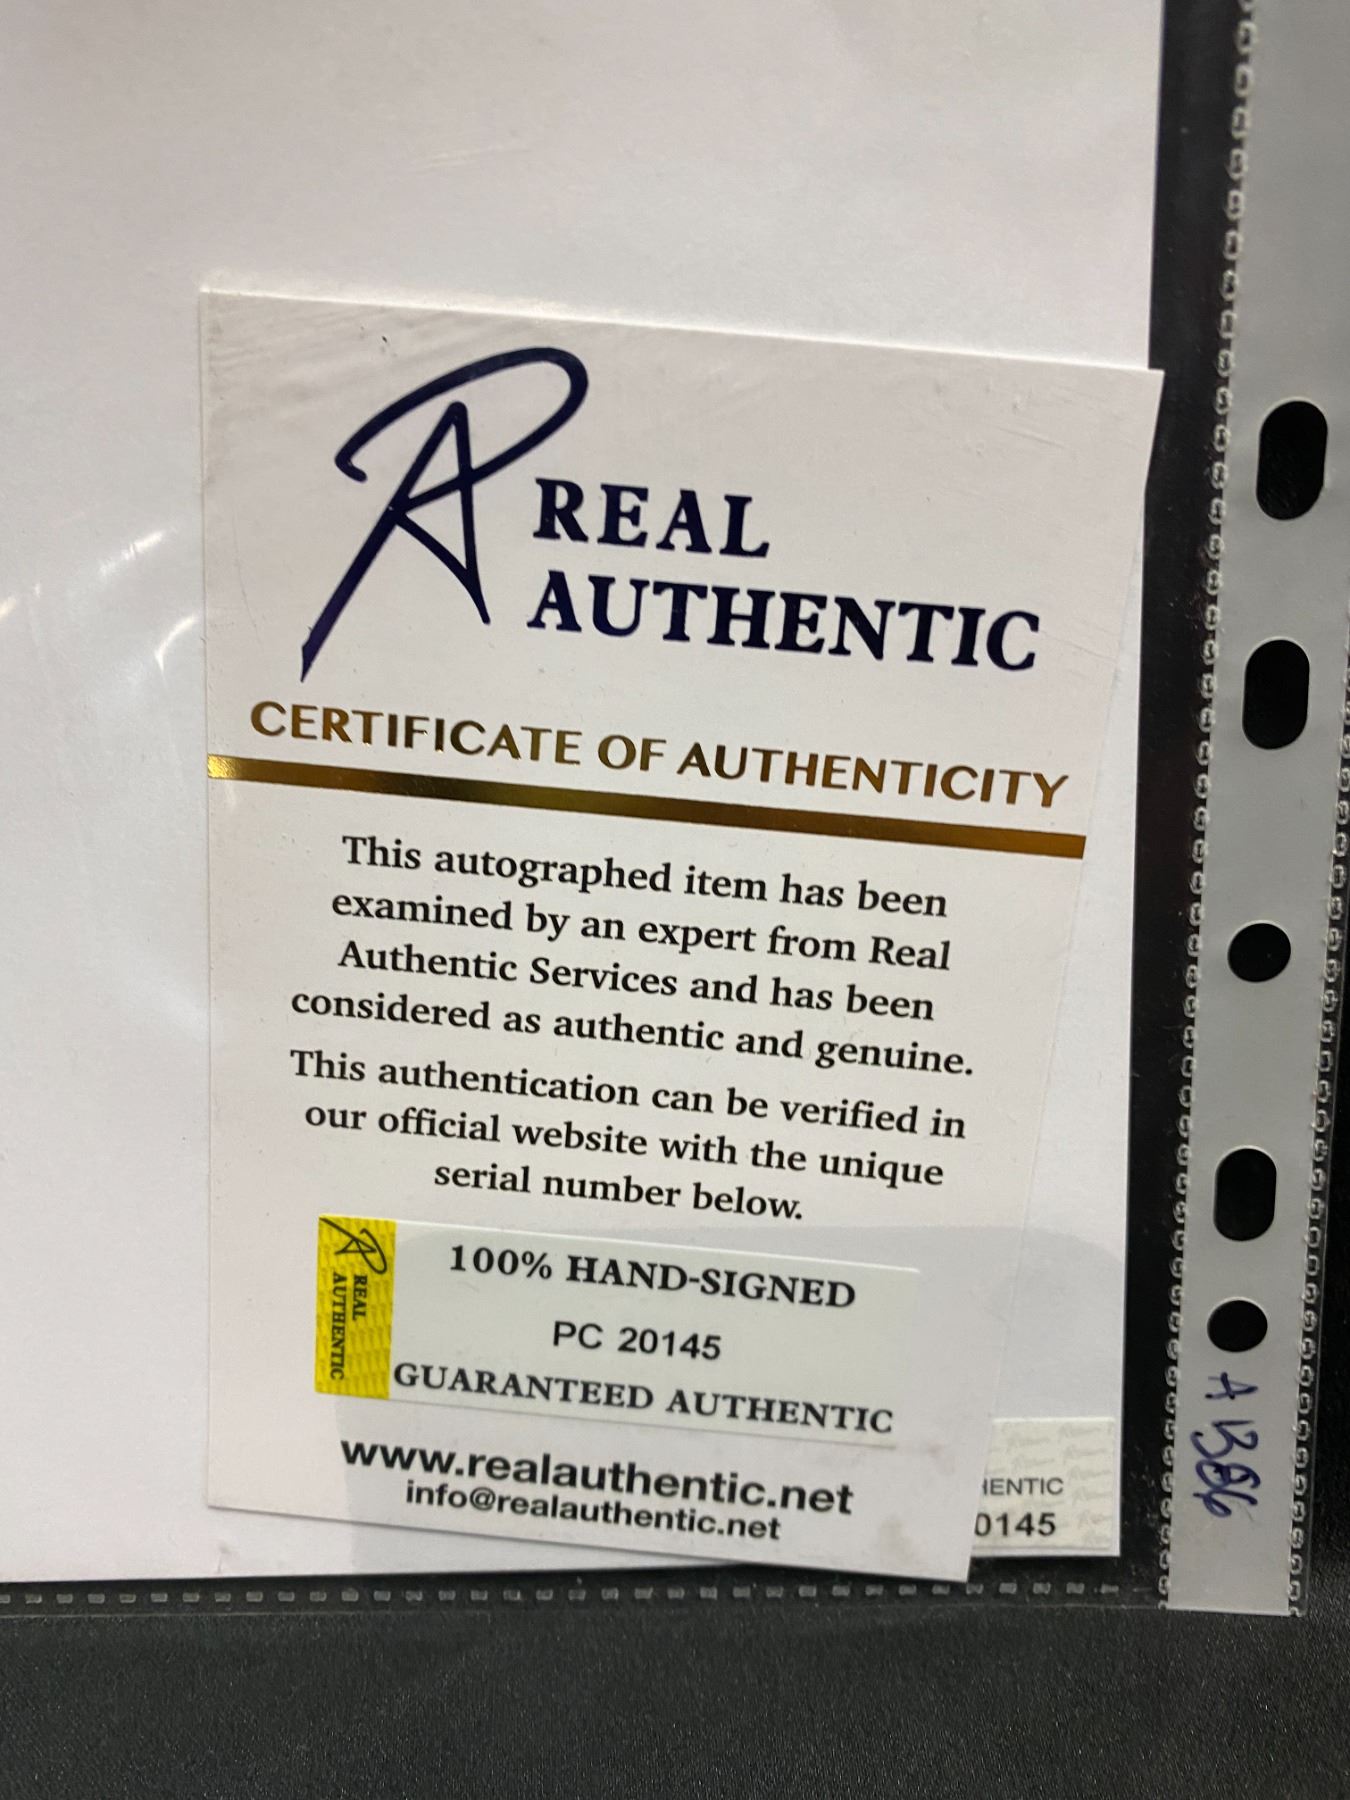 REAL
AUTHENTIC
CERTIFICATE OF AUTHENTICITY
This autographed item has been
examined by an expert from Real
Authentic Services and has been
considered as authentic and genuine.
This authentication can be verified in
our official website with the unique
serial number below.
REAL
AUTHENTIC
100% HAND-SIGNED
PC 20145
GUARANTEED AUTHENTIC
www.realauthentic.net
info@realauthentic.net
HENTIC
0145